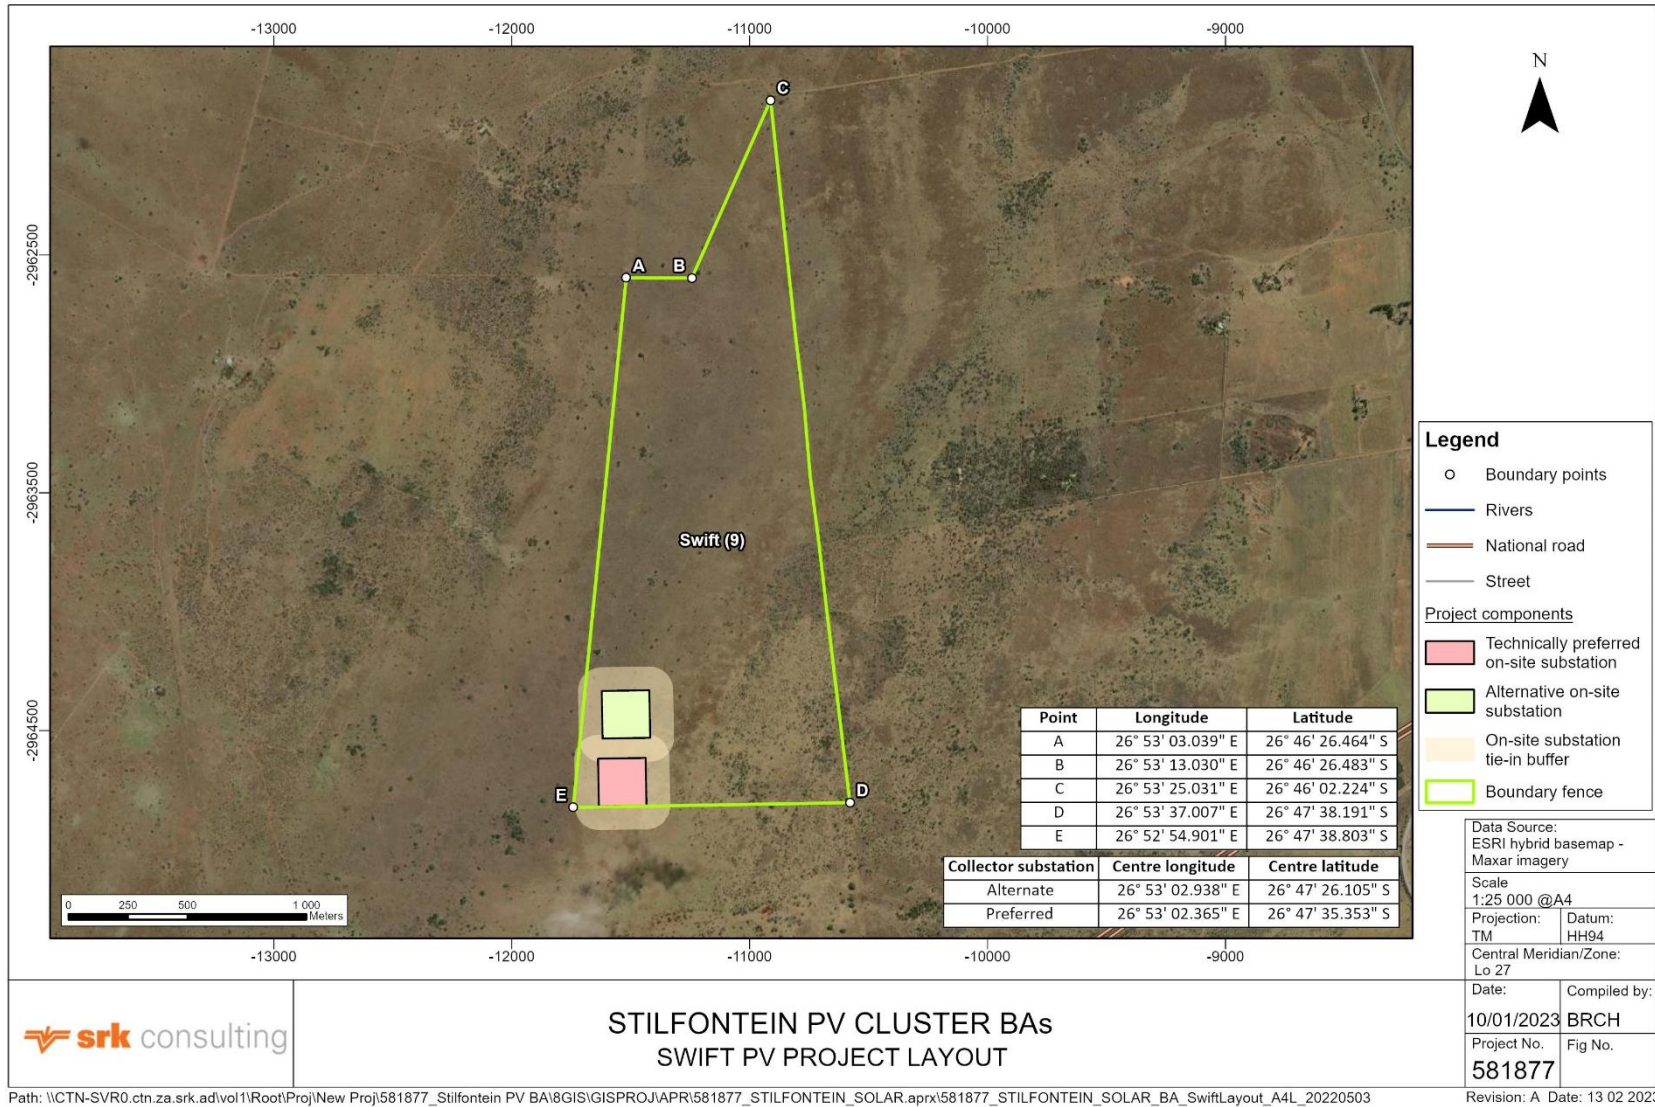 -13000 -12000 -11000 -10000 -9000
N
C
-2962500
A B
-2963500
Swift (9)
-2964500
E D
Legend
Boundary points
Rivers
National road
Street
Project components
Technically preferred
on-site substation
Alternative on-site
substation
On-site substation
tie-in buffer
Boundary fence
Point Longitude Latitude
A 26° 53' 03.039" E 26° 46' 26.464" S
B 26° 53' 13.030" E 26° 46' 26.483" S
C 26° 53' 25.031" E 26° 46' 02.224" S
D 26° 53' 37.007" E 26° 47' 38.191" S
E 26° 52' 54.901" E 26° 47' 38.803" S
Collector substation Centre longitude Centre latitude
Alternate 26° 53' 02.938" E 26° 47' 26.105" S
Preferred 26° 53' 02.365" E 26° 47' 35.353" S
0 250 500 1 000
Meters
-13000 -12000 -11000 -10000 -9000
Data Source:
ESRI hybrid basemap -
Maxar imagery
Scale
1:25 000 @A4
Projection: Datum:
TM HH94
Central Meridian/Zone:
Lo 27
Date: Compiled by:
10/01/2023 BRCH
Project No. Fig No.
581877
srk consulting
STILFONTEIN PV CLUSTER BAs
SWIFT PV PROJECT LAYOUT
Path: \\CTN-SVR0.ctn.za.srk.ad\vol1\Root\Proj\New Proj\581877_Stilfontein PV BA\8GIS\GISPROJ\APR\581877_STILFONTEIN_SOLAR.aprx\581877_STILFONTEIN_SOLAR_BA_SwiftLayout_A4L_20220503
Revision: A Date: 13 02 2023